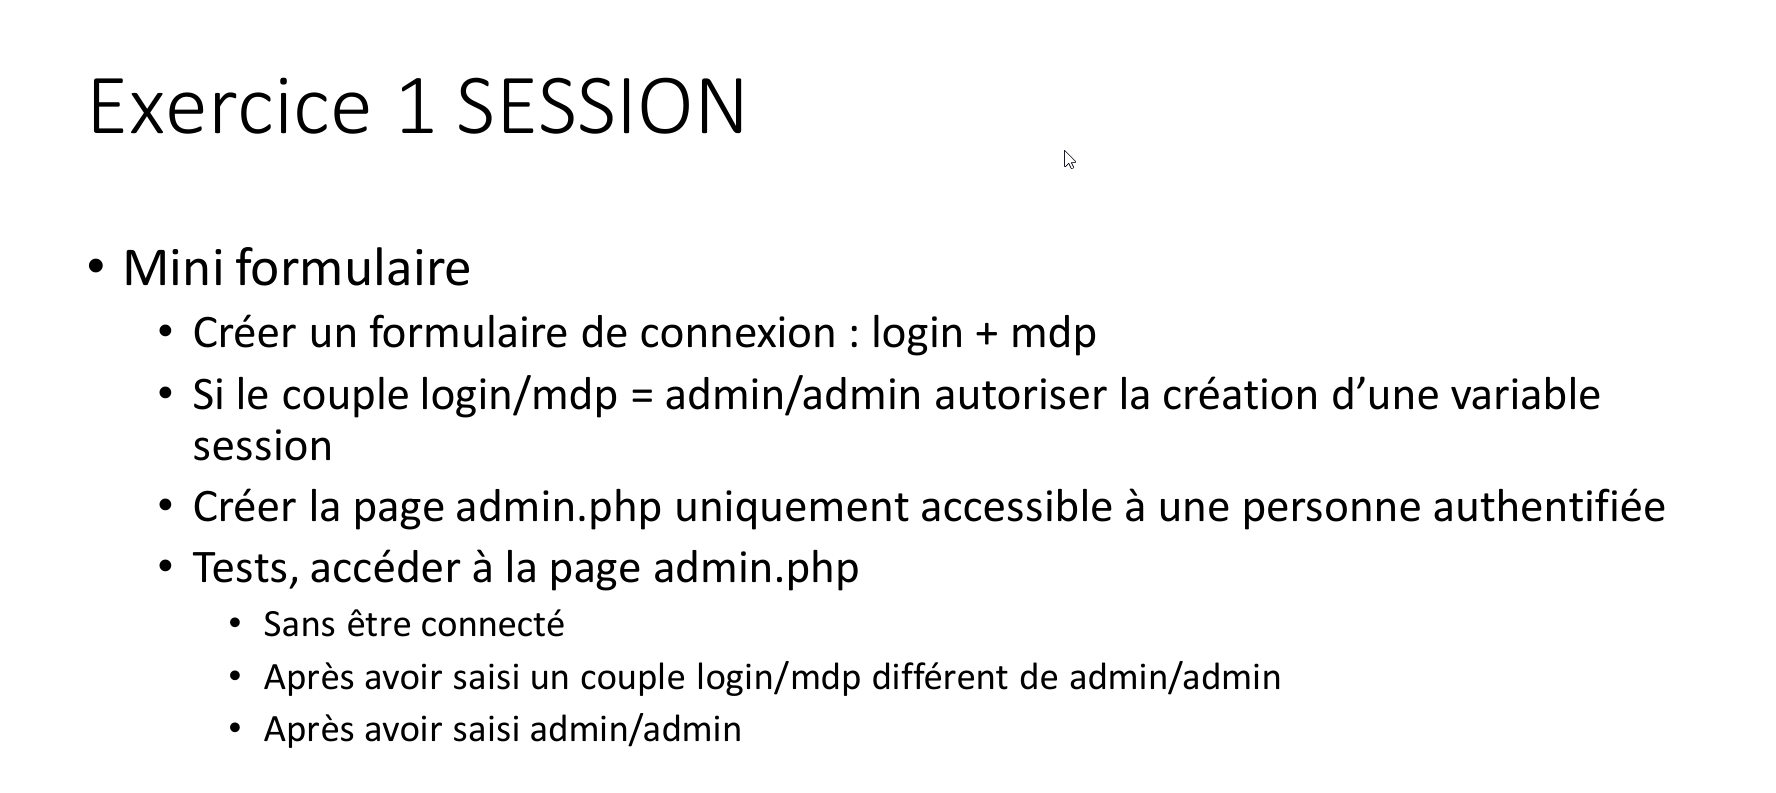 Exercice 1 SESSION
• Mini formulaire
• Créer un formulaire de connexion : login + mdp
• Si le couple login/mdp = admin/admin autoriser la création d’une variable
session
• Créer la page admin.php uniquement accessible à une personne authentifiée
• Tests, accéder à la page admin.php
• Sans être connecté
• Après avoir saisi un couple login/mdp différent de admin/admin
• Après avoir saisi admin/admin